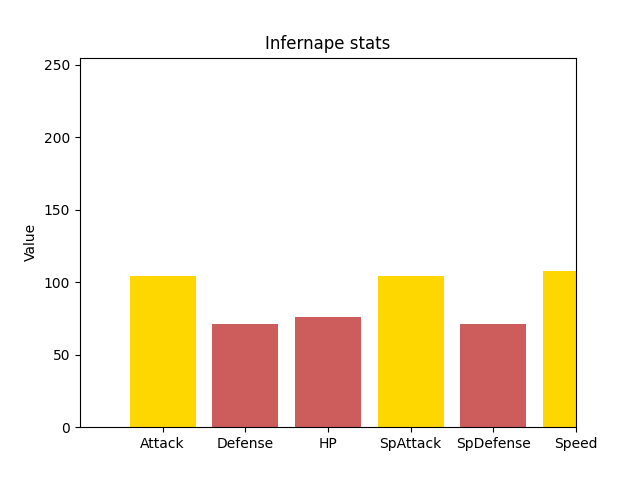 Infernape stats
Value
250
200
150
100
50
0
Attack
Defense
HP
SpAttack
SpDefense
Speed